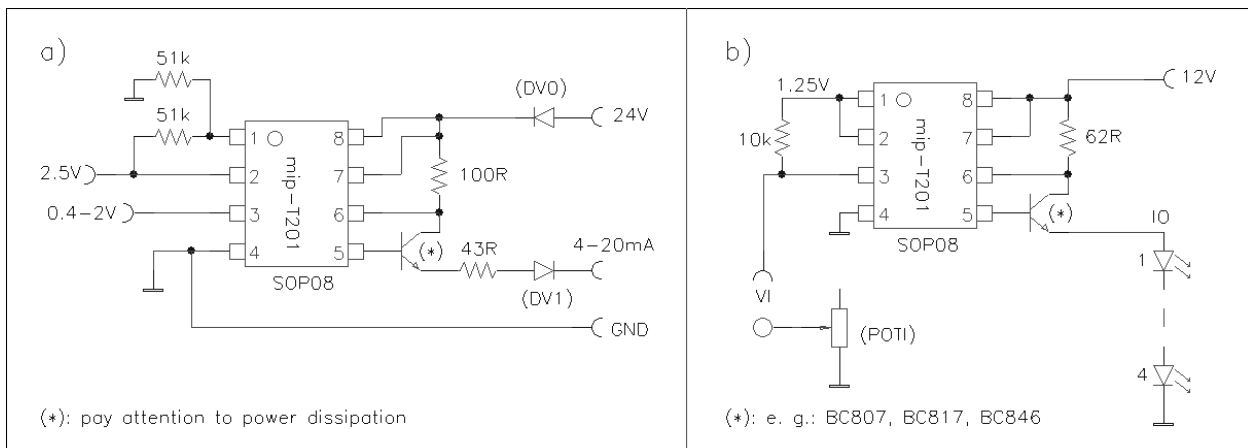 a)
51k
51k
2.5V
0.4-2V
1
2
3
4
8
7
6
5
mip-T201
SOP08
(DV0)
24V
100R
(*)
43R
4-20mA
(DV1)
GND
(*): pay attention to power dissipation
b)
1.25V
10k
1
2
3
4
8
7
6
5
mip-T201
SOP08
12V
62R
(*)
IO
1
4
VI
(POTI)
(*): e. g.: BC807, BC817, BC846